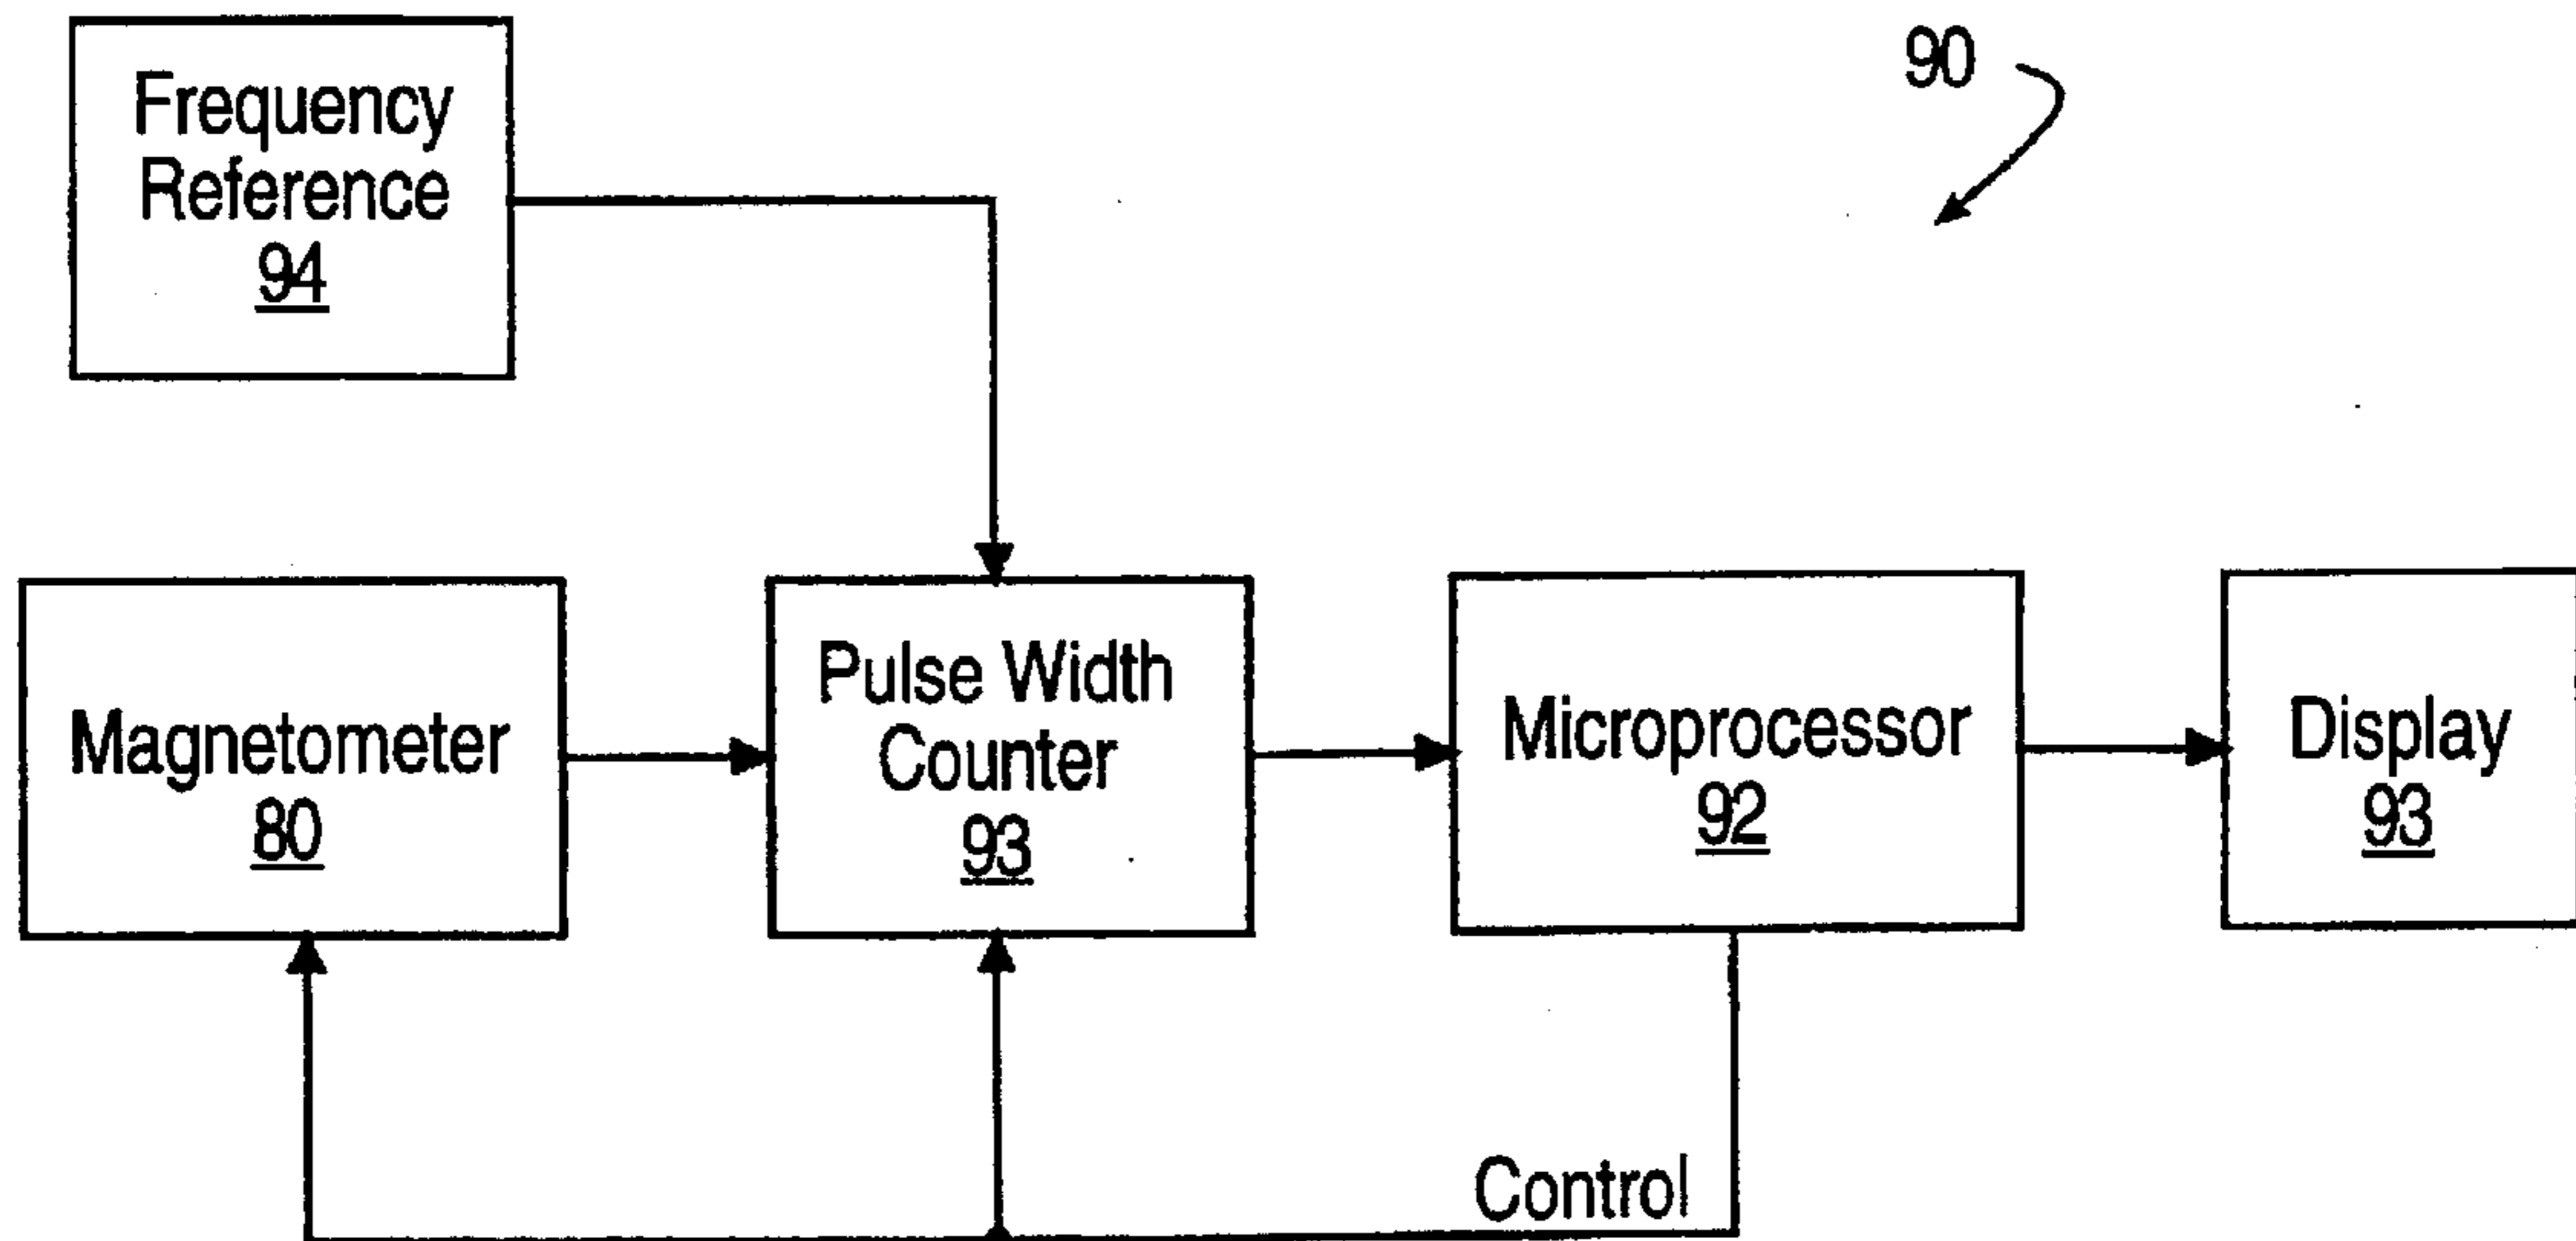 Frequency
Reference
94
90
Magnetometer
80
Pulse Width
Counter
93
Microprocessor
92
Display
93
Control